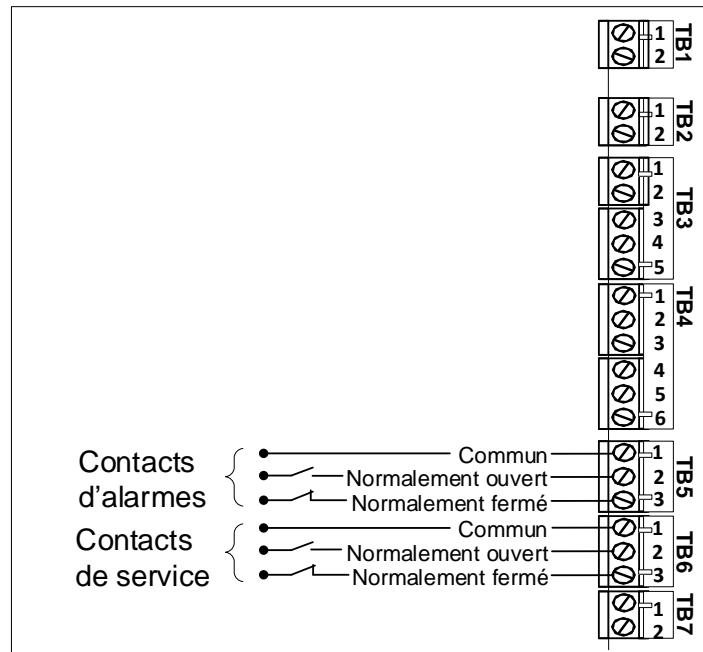 1
2
TB1
1
2
TB2
1
2
3
4
5
TB3
1
2
3
4
5
6
TB4
Contacts
d'alarmes
Commun
Normalement ouvert
Normalement fermé
1
2
3
TB5
Contacts
de service
Commun
Normalement ouvert
Normalement fermé
1
2
3
TB6
1
2
TB7